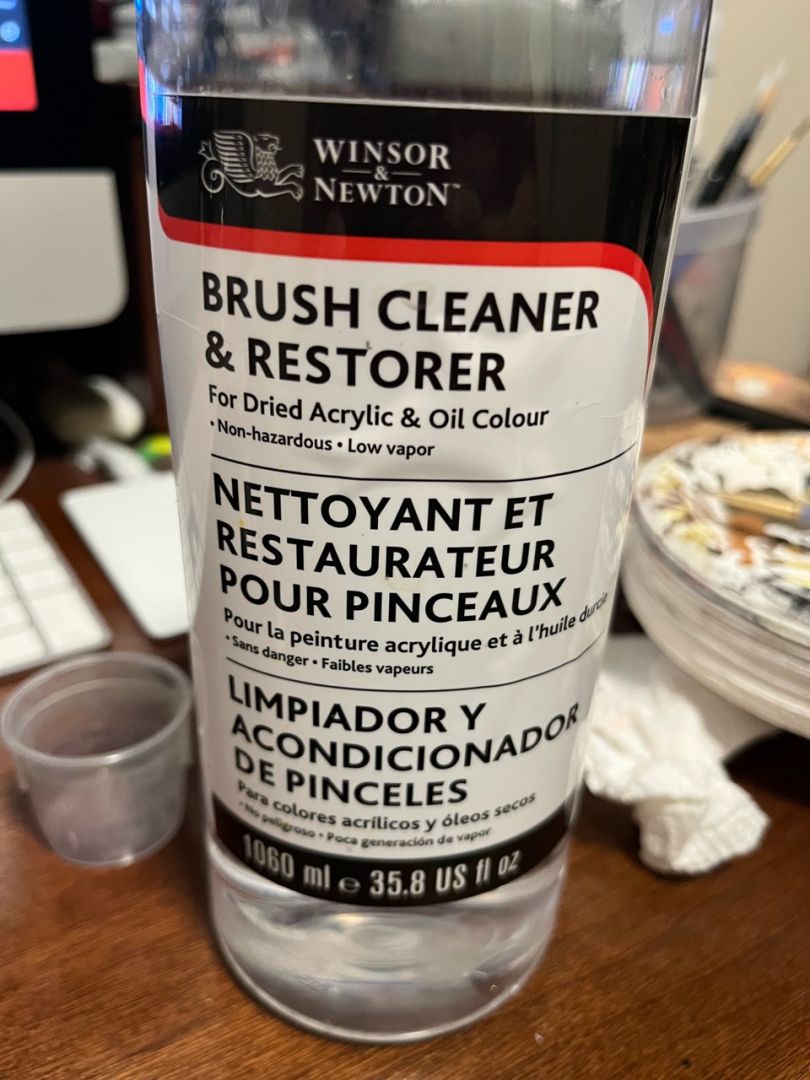 WINSOR
&
NEWTON™
BRUSH CLEANER
& RESTORER
For Dried Acrylic & Oil Colour
• Non-hazardous • Low vapor
NETTOYANT ET
RESTAURATEUR
POUR PINCEAUX
Pour la peinture acrylique et à l'huile durcie
• Sans danger • Faibles vapeurs
LIMPIADOR Y
ACONDICIONADOR
DE PINCELES
Para colores acrílicos y óleos secos
• No peligroso • Poca generación de vapor
1060 ml ℮ 35.8 US fl oz